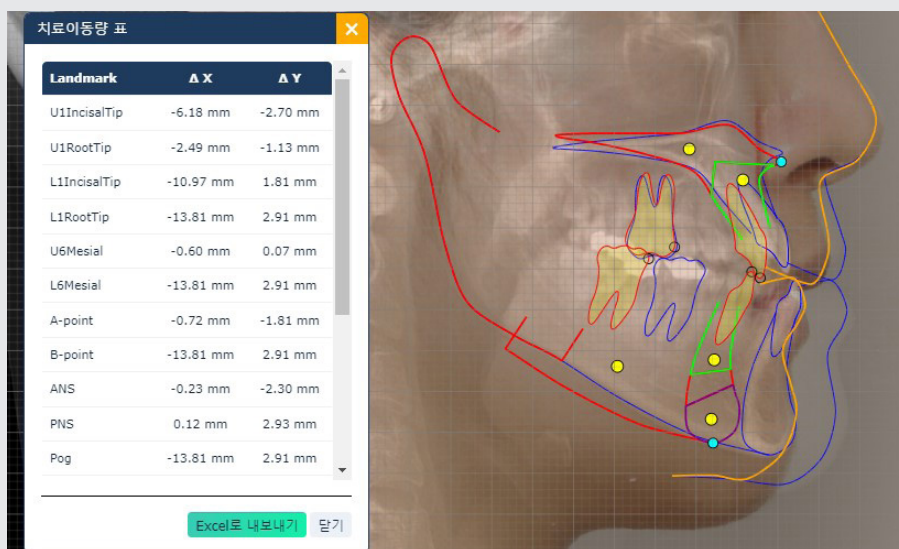 치료이동량 표
Landmark Δ X Δ Y
U1IncisalTip -6.18 mm -2.70 mm
U1RootTip -2.49 mm -1.13 mm
L1IncisalTip -10.97 mm 1.81 mm
L1RootTip -13.81 mm 2.91 mm
U6Mesial -0.60 mm 0.07 mm
L6Mesial -13.81 mm 2.91 mm
A-point -0.72 mm -1.81 mm
B-point -13.81 mm 2.91 mm
ANS -0.23 mm -2.30 mm
PNS 0.12 mm 2.93 mm
Pog -13.81 mm 2.91 mm
Excel로 내보내기 닫기